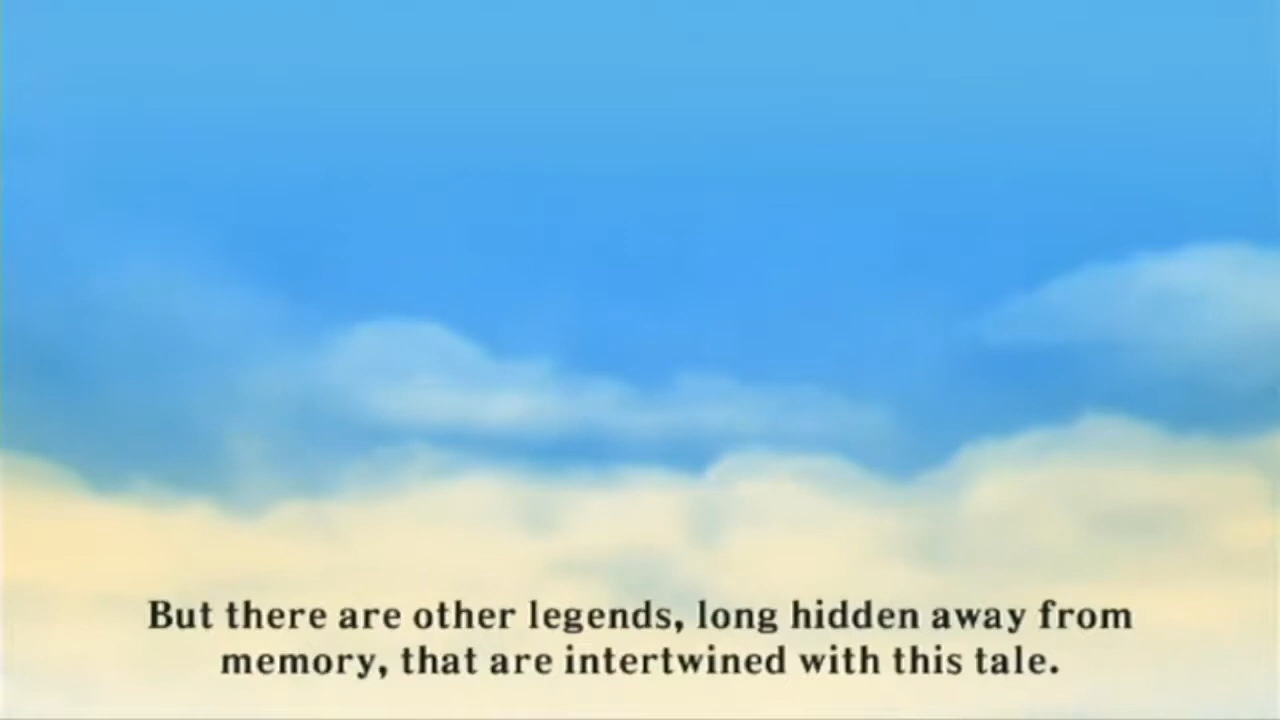 But there are other legends, long hidden away from
memory, that are intertwined with this tale.